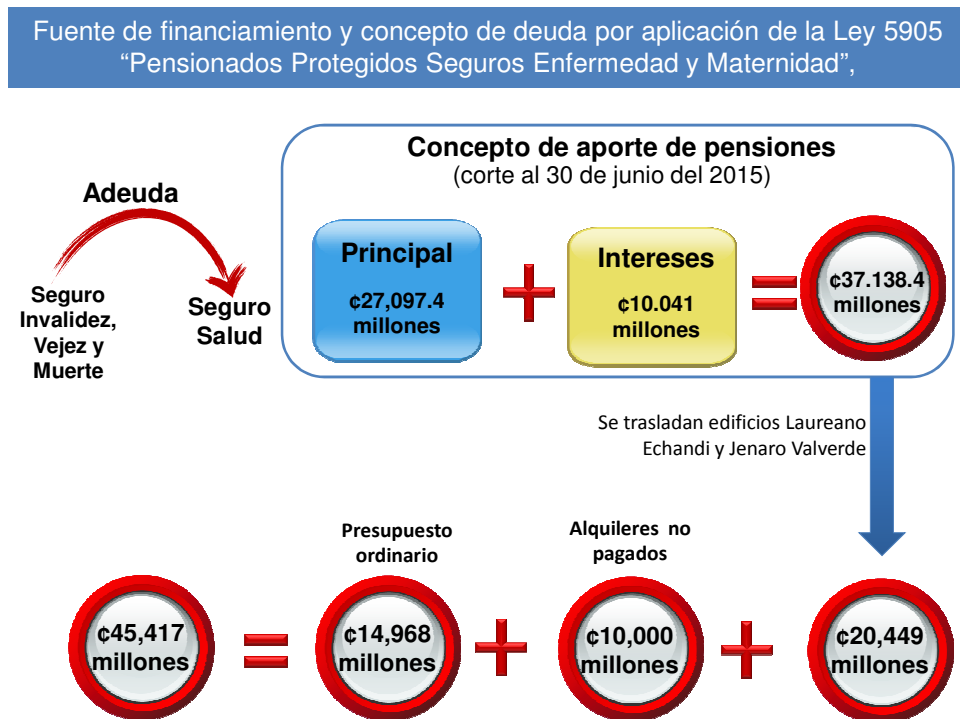 Fuente de financiamiento y concepto de deuda por aplicación de la Ley 5905
“Pensionados Protegidos Seguros Enfermedad y Maternidad”,
Concepto de aporte de pensiones
(corte al 30 de junio del 2015)
Adeuda
Seguro
Invalidez,
Vejez y
Muerte
Seguro
Salud
Principal
¢27,097.4
millones
Intereses
¢10.041
millones
¢37.138.4
millones
Se trasladan edificios Laureano
Echandi y Jenaro Valverde
Presupuesto
ordinario
Alquileres no
pagados
¢45,417
millones
¢14,968
millones
¢10,000
millones
¢20,449
millones